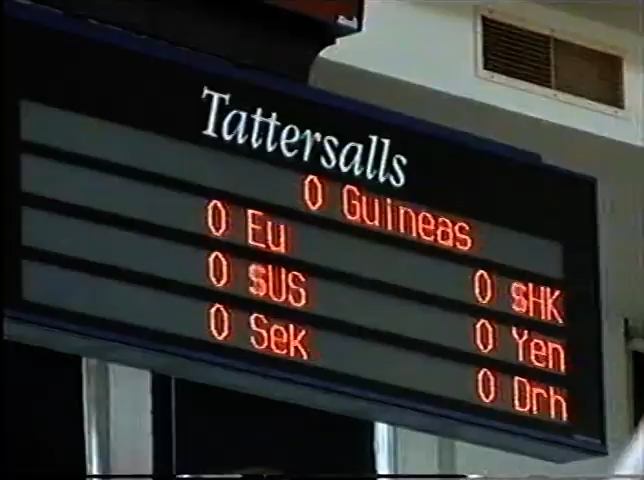 Tattersalls
0 Guineas
0 Eu
0 $US 0 $HK
0 SeK 0 Yen
0 Drh